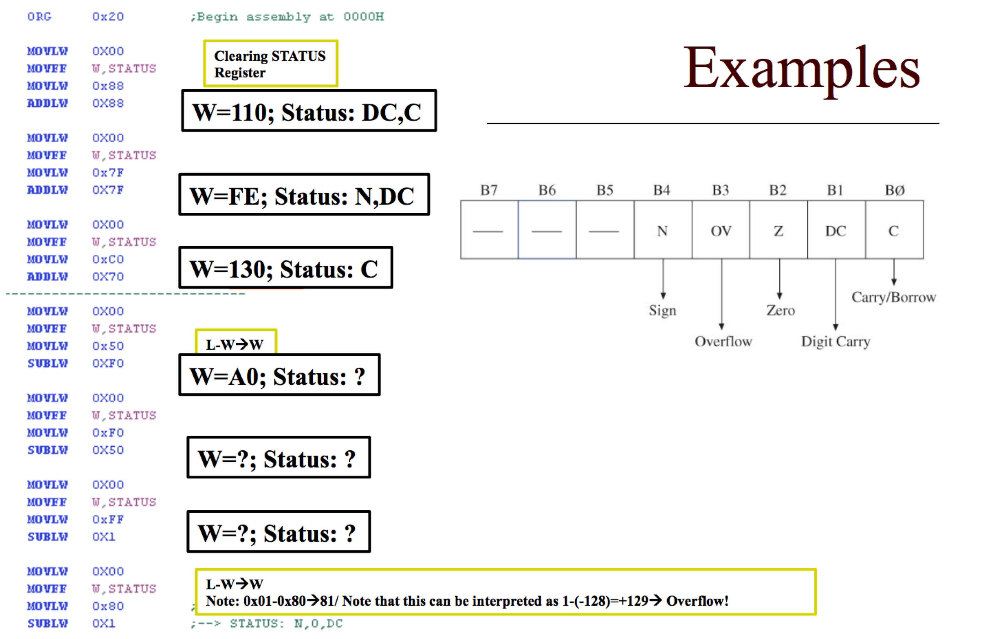 ORG 0x20 ;Begin assembly at 0000H
MOVLW 0X00
MOVFF W,STATUS
MOVLW 0x88
ADDLW 0X88
Clearing STATUS
Register
W=110; Status: DC,C
Examples
MOVLW 0X00
MOVFF W,STATUS
MOVLW 0x7F
ADDLW 0X7F
W=FE; Status: N,DC
MOVLW 0X00
MOVFF W,STATUS
MOVLW 0xC0
ADDLW 0X70
W=130; Status: C
B7 B6 B5 B4 B3 B2 B1 BØ
N OV Z DC C
Sign
Overflow
Zero
Digit Carry
Carry/Borrow
-------------------------------
MOVLW 0X00
MOVFF W,STATUS
MOVLW 0x50
SUBLW 0XF0
L-W→W
W=A0; Status: ?
MOVLW 0X00
MOVFF W,STATUS
MOVLW 0xF0
SUBLW 0X50
W=?; Status: ?
MOVLW 0X00
MOVFF W,STATUS
MOVLW 0xFF
SUBLW 0X1
W=?; Status: ?
MOVLW 0X00
MOVFF W,STATUS
MOVLW 0x80 ;
SUBLW 0X1 ;--> STATUS: N,O,DC
L-W→W
Note: 0x01-0x80→81/ Note that this can be interpreted as 1-(-128)=+129→ Overflow!